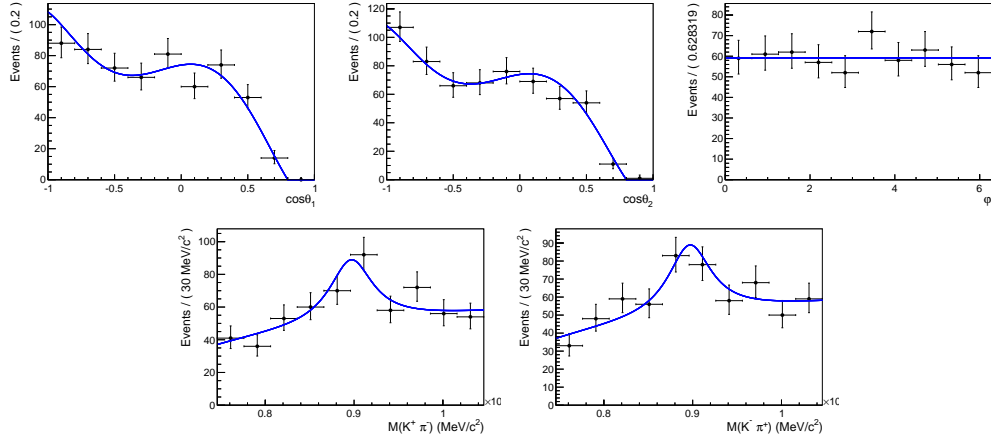 Events / ( 0.2 )
100
80
60
40
20
0
-1 -0.5 0 0.5 1
cosθ1
Events / ( 0.2 )
120
100
80
60
40
20
0
-1 -0.5 0 0.5 1
cosθ2
Events / ( 0.628319 )
80
70
60
50
40
30
20
10
0
0 2 4 6
φ
Events / ( 30 MeV/c² )
100
80
60
40
20
0
0.8 0.9 1
×10
M(K⁺ π⁻) (MeV/c²)
Events / ( 30 MeV/c² )
90
80
70
60
50
40
30
20
10
0
0.8 0.9 1
×10
M(K⁻ π⁺) (MeV/c²)